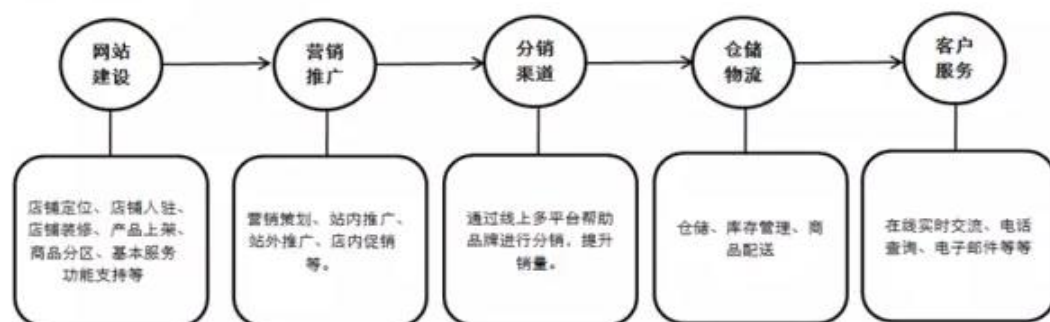 网站
建设
营销
推广
分销
渠道
仓储
物流
客户
服务
店铺定位、店铺入驻、
店铺装修、产品上架、
商品分区、基本服务
功能支持等
营销策划、站内推广、
站外推广、店内促销
等。
通过线上多平台帮助
品牌进行分销，提升
销量。
仓储、库存管理、商
品配送
在线实时交流、电话
查询、电子邮件等等